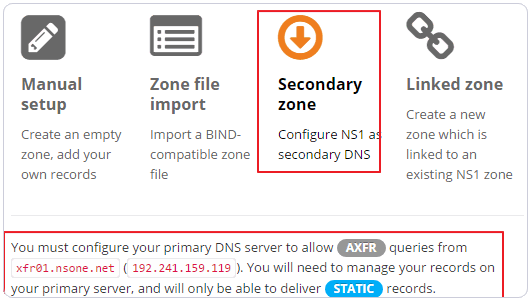 Manual setup
Create an empty zone, add your own records
Zone file import
Import a BIND-compatible zone file
Secondary zone
Configure NS1 as secondary DNS
Linked zone
Create a new zone which is linked to an existing NS1 zone
You must configure your primary DNS server to allow AXFR queries from
xfr01.nsone.net ( 192.241.159.119 ). You will need to manage your records on
your primary server, and will only be able to deliver STATIC records.